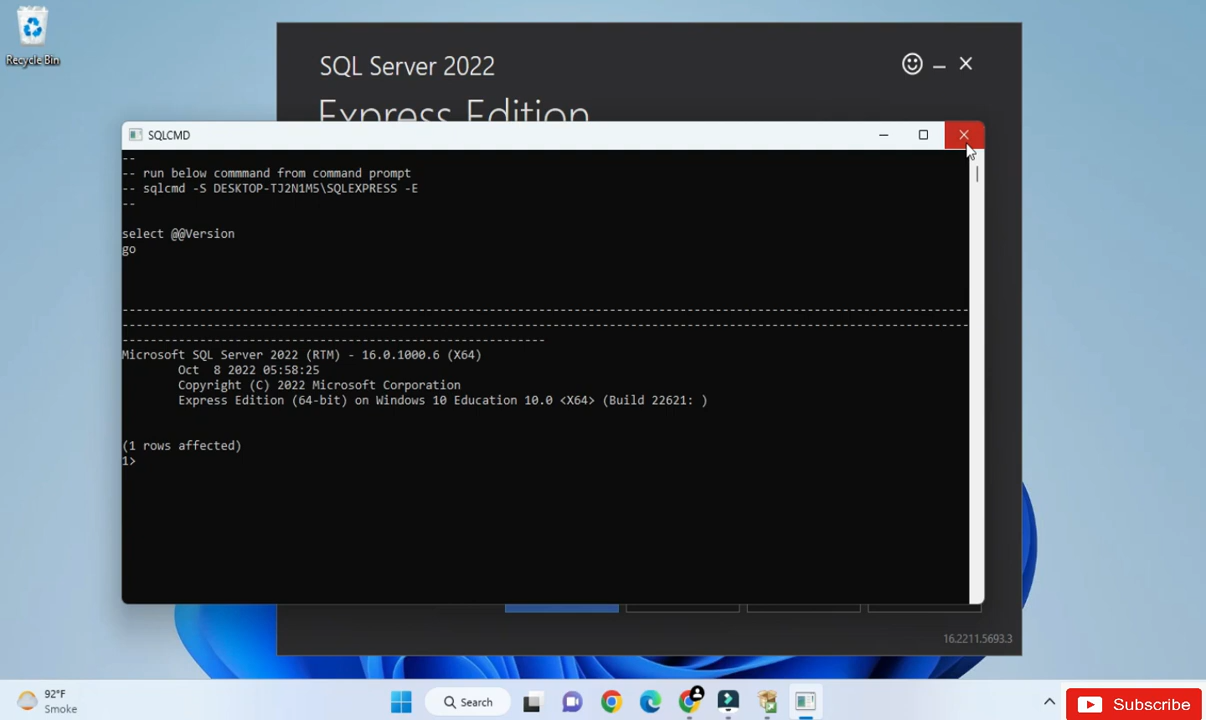 Recycle Bin
SQL Server 2022
Express Edition
SQLCMD
--
-- run below commmand from command prompt
-- sqlcmd -S DESKTOP-TJ2N1M5\SQLEXPRESS -E
--
select @@Version
go
--------------------------------------------------------------------------------------------------------------------
--------------------------------------------------------------------------------------------------------------------
------------------------------------------------------------
Microsoft SQL Server 2022 (RTM) - 16.0.1000.6 (X64)
Oct 8 2022 05:58:25
Copyright (C) 2022 Microsoft Corporation
Express Edition (64-bit) on Windows 10 Education 10.0 <X64> (Build 22621: )
(1 rows affected)
1>
16.2211.5693.3
92°F
Smoke
Search
Subscribe